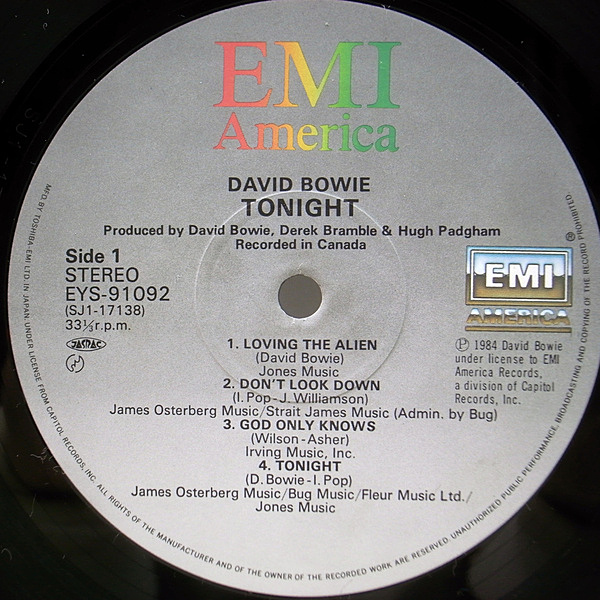 EMI
America
DAVID BOWIE
TONIGHT
Produced by David Bowie, Derek Bramble & Hugh Padgham
Recorded in Canada
Side 1
STEREO
EYS-91092
(SJ1-17138)
33⅓r.p.m.
JASRAC
EMI
AMERICA
®
Ⓟ 1984 David Bowie
under license to EMI
America Records,
a division of Capitol
Records, Inc.
1. LOVING THE ALIEN
(David Bowie)
Jones Music
2. DON'T LOOK DOWN
(I. Pop-J. Williamson)
James Osterberg Music/Strait James Music (Admin. by Bug)
3. GOD ONLY KNOWS
(Wilson-Asher)
Irving Music, Inc.
4. TONIGHT
(D. Bowie-I. Pop)
James Osterberg Music/Bug Music/Fleur Music Ltd./
Jones Music
MFD. BY TOSHIBA-EMI LTD. IN JAPAN, UNDER LICENSE FROM CAPITOL RECORDS, INC. ALL RIGHTS OF THE MANUFACTURER AND OF THE OWNER OF THE RECORDED WORK ARE RESERVED. UNAUTHORIZED PUBLIC PERFORMANCE, BROADCASTING AND COPYING OF THE RECORD PROHIBITED.